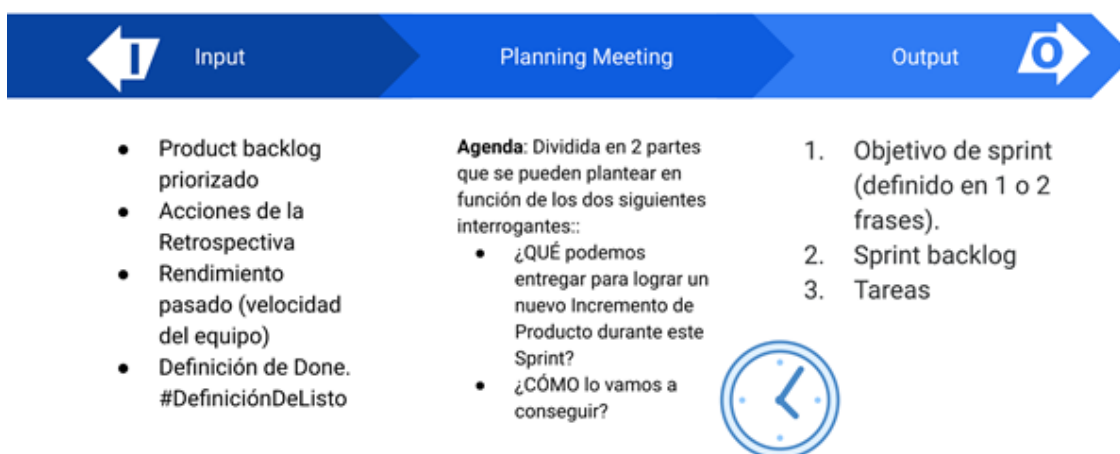 I Input
Planning Meeting
Output O
● Product backlog
priorizado
● Acciones de la
Retrospectiva
● Rendimiento
pasado (velocidad
del equipo)
● Definición de Done.
#DefiniciónDeListo
Agenda: Dividida en 2 partes
que se pueden plantear en
función de los dos siguientes
interrogantes::
● ¿QUÉ podemos
entregar para lograr un
nuevo Incremento de
Producto durante este
Sprint?
● ¿CÓMO lo vamos a
conseguir?
1. Objetivo de sprint
(definido en 1 o 2
frases).
2. Sprint backlog
3. Tareas